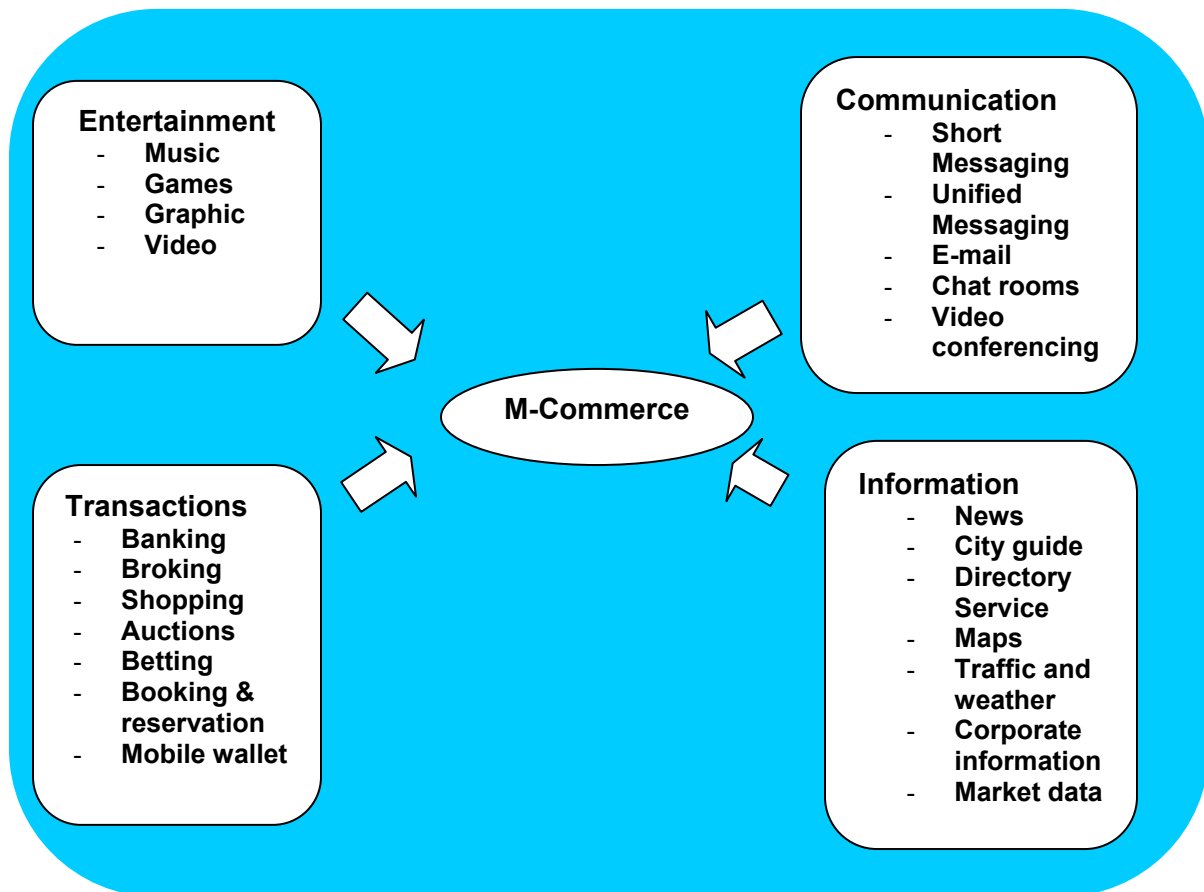 Entertainment
- Music
- Games
- Graphic
- Video
Communication
- Short
Messaging
- Unified
Messaging
- E-mail
- Chat rooms
- Video
conferencing
M-Commerce
Transactions
- Banking
- Broking
- Shopping
- Auctions
- Betting
- Booking &
reservation
- Mobile wallet
Information
- News
- City guide
- Directory
Service
- Maps
- Traffic and
weather
- Corporate
information
- Market data